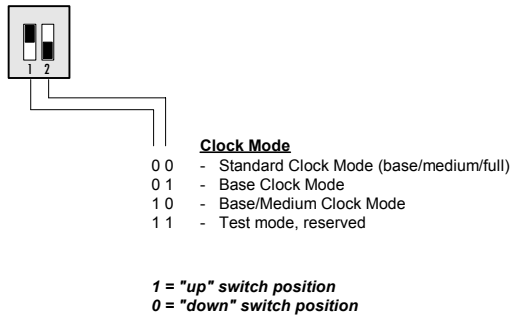 1 2
Clock Mode
0 0 - Standard Clock Mode (base/medium/full)
0 1 - Base Clock Mode
1 0 - Base/Medium Clock Mode
1 1 - Test mode, reserved
1 = "up" switch position
0 = "down" switch position